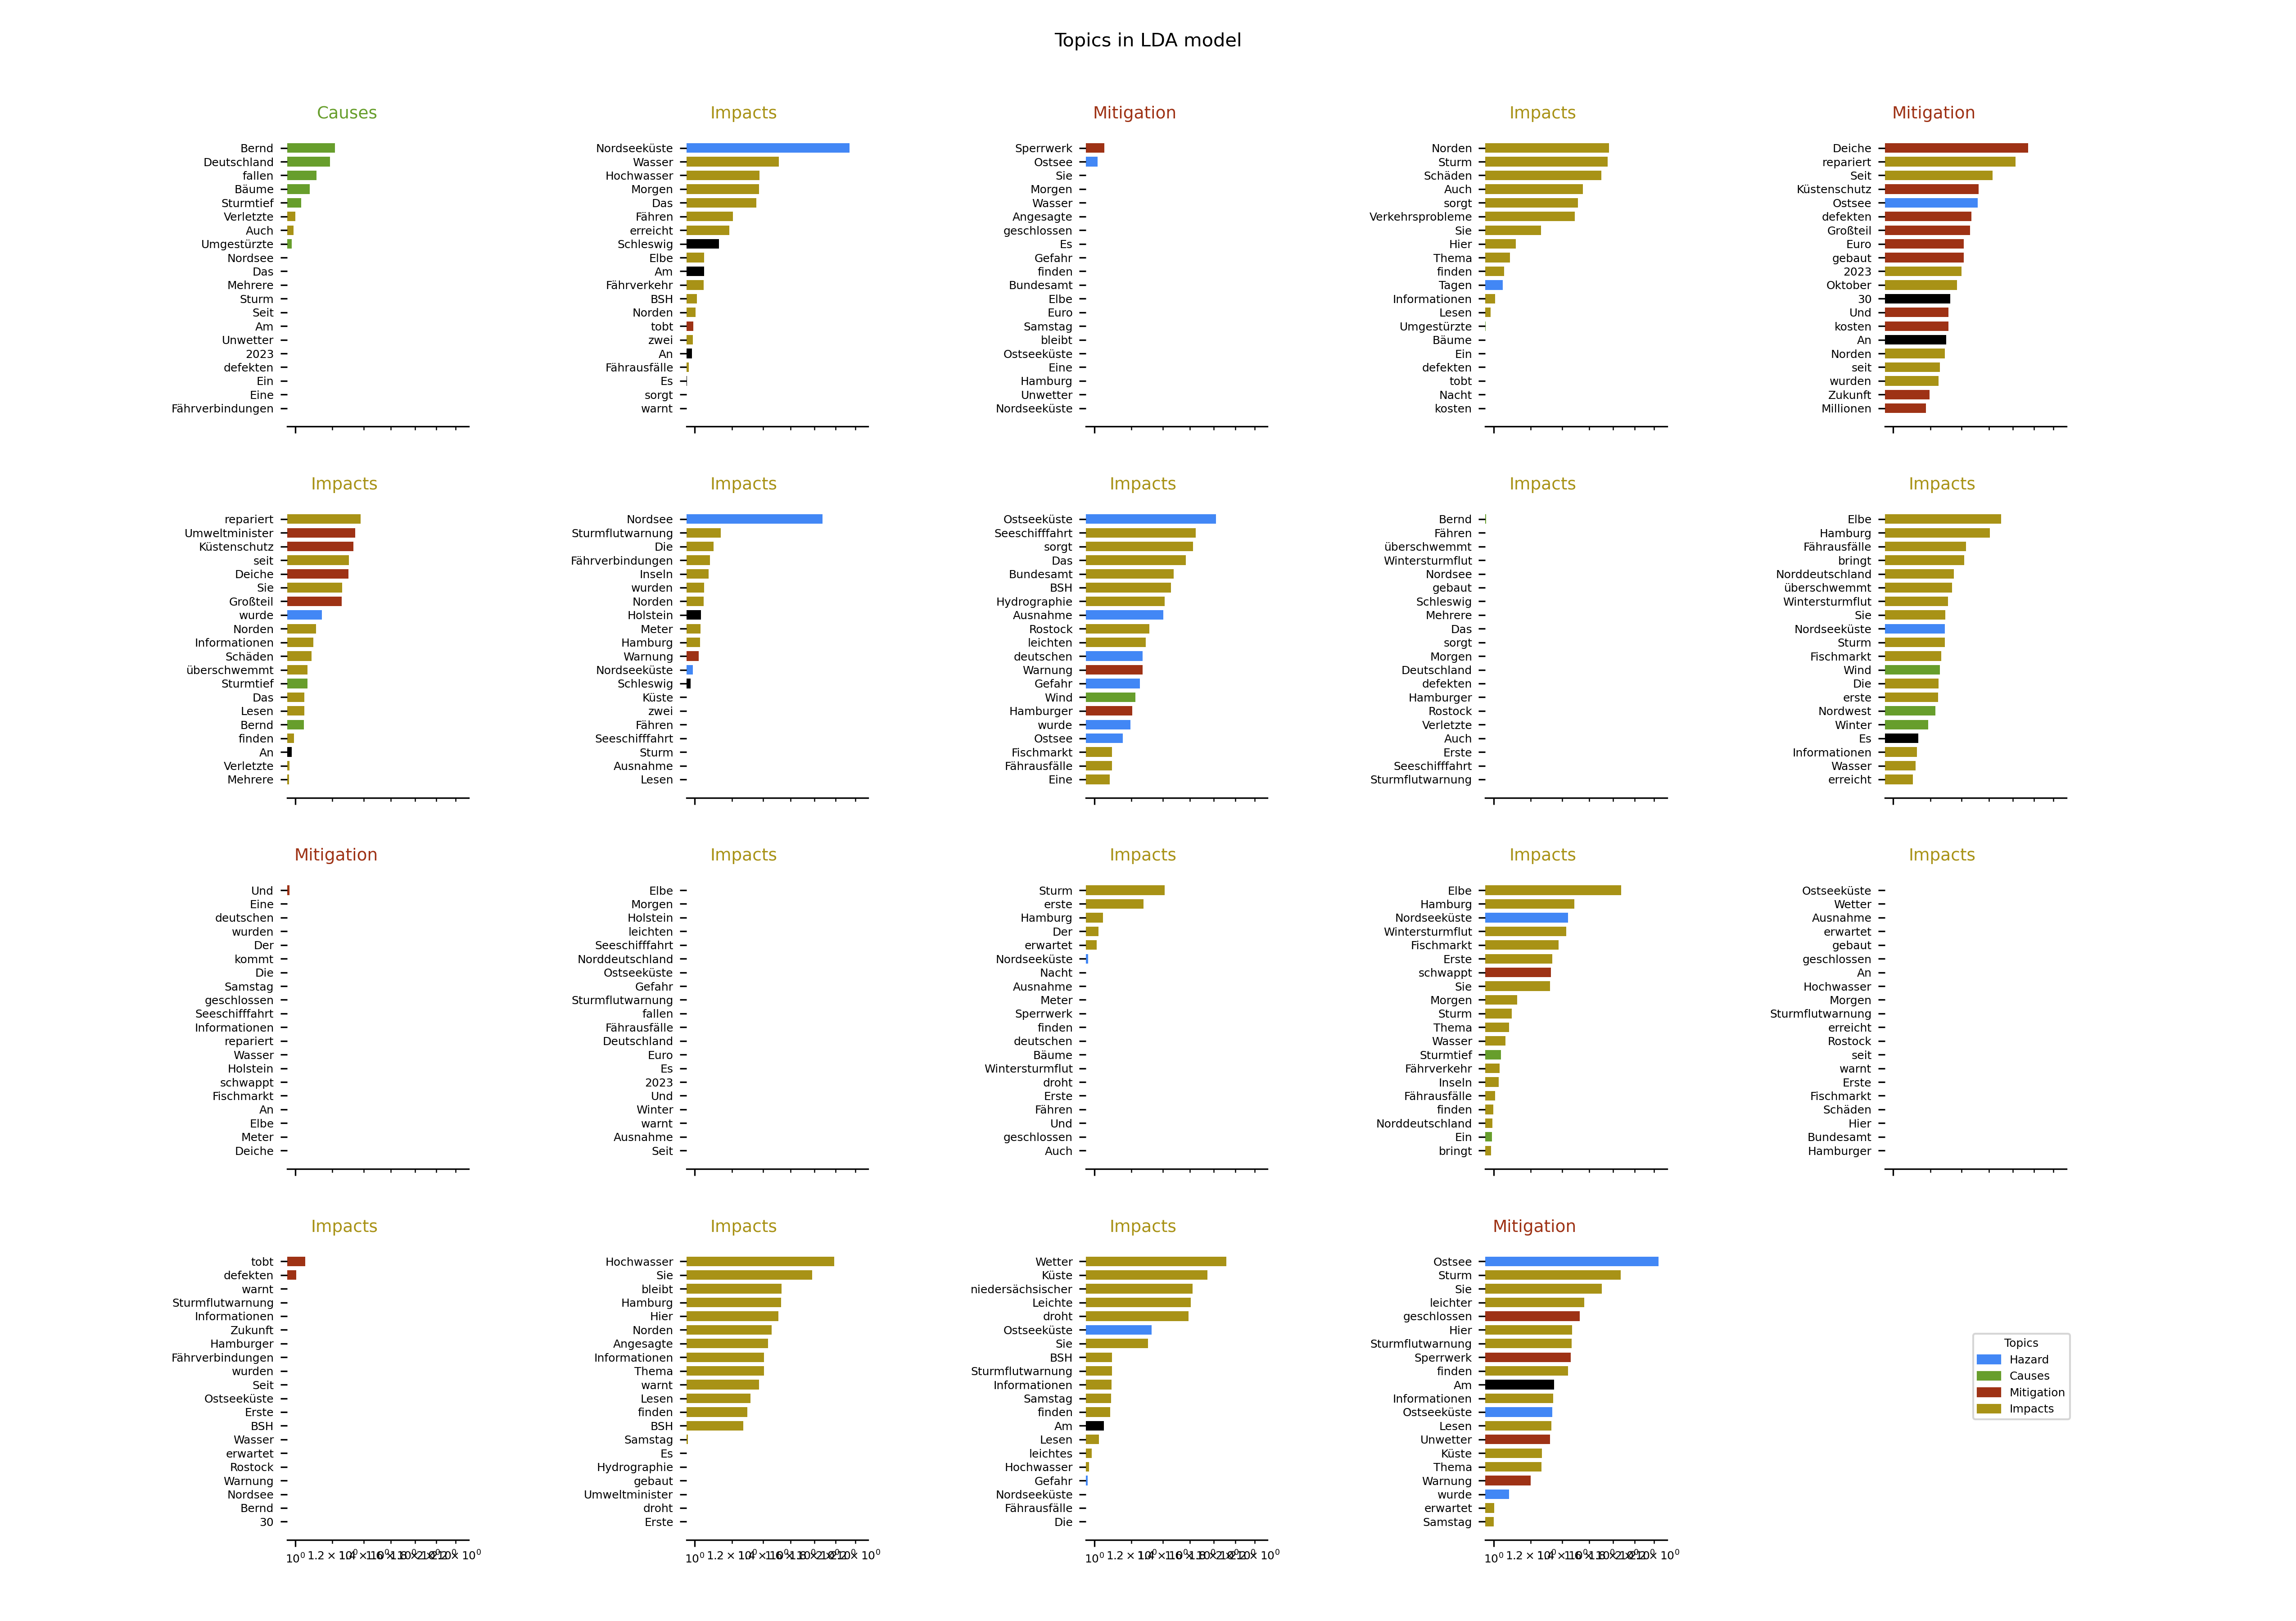 Topics in LDA model
Causes
Bernd
Deutschland
fallen
Bäume
Sturmtief
Verletzte
Auch
Umgestürzte
Nordsee
Das
Mehrere
Sturm
Seit
Am
Unwetter
2023
defekten
Ein
Eine
Fährverbindungen
Impacts
Nordseeküste
Wasser
Hochwasser
Morgen
Das
Fähren
erreicht
Schleswig
Elbe
Am
Fährverkehr
BSH
Norden
tobt
zwei
An
Fährausfälle
Es
sorgt
warnt
Mitigation
Sperrwerk
Ostsee
Sie
Morgen
Wasser
Angesagte
geschlossen
Es
Gefahr
finden
Bundesamt
Elbe
Euro
Samstag
bleibt
Ostseeküste
Eine
Hamburg
Unwetter
Nordseeküste
Impacts
Norden
Sturm
Schäden
Auch
sorgt
Verkehrsprobleme
Sie
Hier
Thema
finden
Tagen
Informationen
Lesen
Umgestürzte
Bäume
Ein
defekten
tobt
Nacht
kosten
Mitigation
Deiche
repariert
Seit
Küstenschutz
Ostsee
defekten
Großteil
Euro
gebaut
2023
Oktober
30
Und
kosten
An
Norden
seit
wurden
Zukunft
Millionen
Impacts
repariert
Umweltminister
Küstenschutz
seit
Deiche
Sie
Großteil
wurde
Norden
Informationen
Schäden
überschwemmt
Sturmtief
Das
Lesen
Bernd
finden
An
Verletzte
Mehrere
Impacts
Nordsee
Sturmflutwarnung
Die
Fährverbindungen
Inseln
wurden
Norden
Holstein
Meter
Hamburg
Warnung
Nordseeküste
Schleswig
Küste
zwei
Fähren
Seeschifffahrt
Sturm
Ausnahme
Lesen
Impacts
Ostseeküste
Seeschifffahrt
sorgt
Das
Bundesamt
BSH
Hydrographie
Ausnahme
Rostock
leichten
deutschen
Warnung
Gefahr
Wind
Hamburger
wurde
Ostsee
Fischmarkt
Fährausfälle
Eine
Impacts
Bernd
Fähren
überschwemmt
Wintersturmflut
Nordsee
gebaut
Schleswig
Mehrere
Das
sorgt
Morgen
Deutschland
defekten
Hamburger
Rostock
Verletzte
Auch
Erste
Seeschifffahrt
Sturmflutwarnung
Impacts
Elbe
Hamburg
Fährausfälle
bringt
Norddeutschland
überschwemmt
Wintersturmflut
Sie
Nordseeküste
Sturm
Fischmarkt
Wind
Die
erste
Nordwest
Winter
Es
Informationen
Wasser
erreicht
Mitigation
Und
Eine
deutschen
wurden
Der
kommt
Die
Samstag
geschlossen
Seeschifffahrt
Informationen
repariert
Wasser
Holstein
schwappt
Fischmarkt
An
Elbe
Meter
Deiche
Impacts
Elbe
Morgen
Holstein
leichten
Seeschifffahrt
Norddeutschland
Ostseeküste
Gefahr
Sturmflutwarnung
fallen
Fährausfälle
Deutschland
Euro
Es
2023
Und
Winter
warnt
Ausnahme
Seit
Impacts
Sturm
erste
Hamburg
Der
erwartet
Nordseeküste
Nacht
Ausnahme
Meter
Sperrwerk
finden
deutschen
Bäume
Wintersturmflut
droht
Erste
Fähren
Und
geschlossen
Auch
Impacts
Elbe
Hamburg
Nordseeküste
Wintersturmflut
Fischmarkt
Erste
schwappt
Sie
Morgen
Sturm
Thema
Wasser
Sturmtief
Fährverkehr
Inseln
Fährausfälle
finden
Norddeutschland
Ein
bringt
Impacts
Ostseeküste
Wetter
Ausnahme
erwartet
gebaut
geschlossen
An
Hochwasser
Morgen
Sturmflutwarnung
erreicht
Rostock
seit
warnt
Erste
Fischmarkt
Schäden
Hier
Bundesamt
Hamburger
Impacts
tobt
defekten
warnt
Sturmflutwarnung
Informationen
Zukunft
Hamburger
Fährverbindungen
wurden
Seit
Ostseeküste
Erste
BSH
Wasser
erwartet
Rostock
Warnung
Nordsee
Bernd
30
10⁰
Impacts
Hochwasser
Sie
bleibt
Hamburg
Hier
Norden
Angesagte
Informationen
Thema
warnt
Lesen
finden
BSH
Samstag
Es
Hydrographie
gebaut
Umweltminister
droht
Erste
10⁰
Impacts
Wetter
Küste
niedersächsischer
Leichte
droht
Ostseeküste
Sie
BSH
Sturmflutwarnung
Informationen
Samstag
finden
Am
Lesen
leichtes
Hochwasser
Gefahr
Nordseeküste
Fährausfälle
Die
10⁰
Mitigation
Ostsee
Sturm
Sie
leichter
geschlossen
Hier
Sturmflutwarnung
Sperrwerk
finden
Am
Informationen
Ostseeküste
Lesen
Unwetter
Küste
Thema
Warnung
wurde
erwartet
Samstag
10⁰
Topics
Hazard
Causes
Mitigation
Impacts